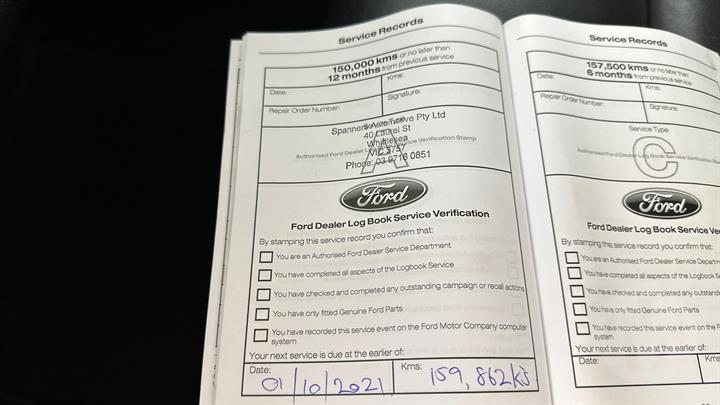 Service Records
150,000 kms or no later than
12 months from previous service
Date:
Kms:
Repair Order Number:
Signature:
Service Type
A
Authorised Ford Dealer Log Book Service Verification Stamp
Spanners Automotive Pty Ltd
40 Laurel St
Whittlesea
VIC 3757
Phone: 03 9716 0851
Ford
Ford Dealer Log Book Service Verification
By stamping this service record you confirm that:
You are an Authorised Ford Dealer Service Department
You have completed all aspects of the Logbook Service
You have checked and completed any outstanding campaign or recall actions
You have only fitted Genuine Ford Parts
You have recorded this service event on the Ford Motor Company computer
system
Your next service is due at the earlier of:
Date:
01/10/2021
Kms:
159,862kj
Service Records
157,500 kms or no later than
6 months from previous service
Date:
Kms:
Repair Order Number:
Signature:
Service Type
C
Authorised Ford Dealer Log Book Service Verification
Ford
Ford Dealer Log Book Service Ve
By stamping this service record you confirm that:
You are an Authorised Ford Dealer Service Departm
You have completed all aspects of the Logbook S
You have checked and completed any outstand
You have only fitted Genuine Ford Parts
You have recorded this service event on the F
system
Your next service is due at the earlier of:
Date:
Kms